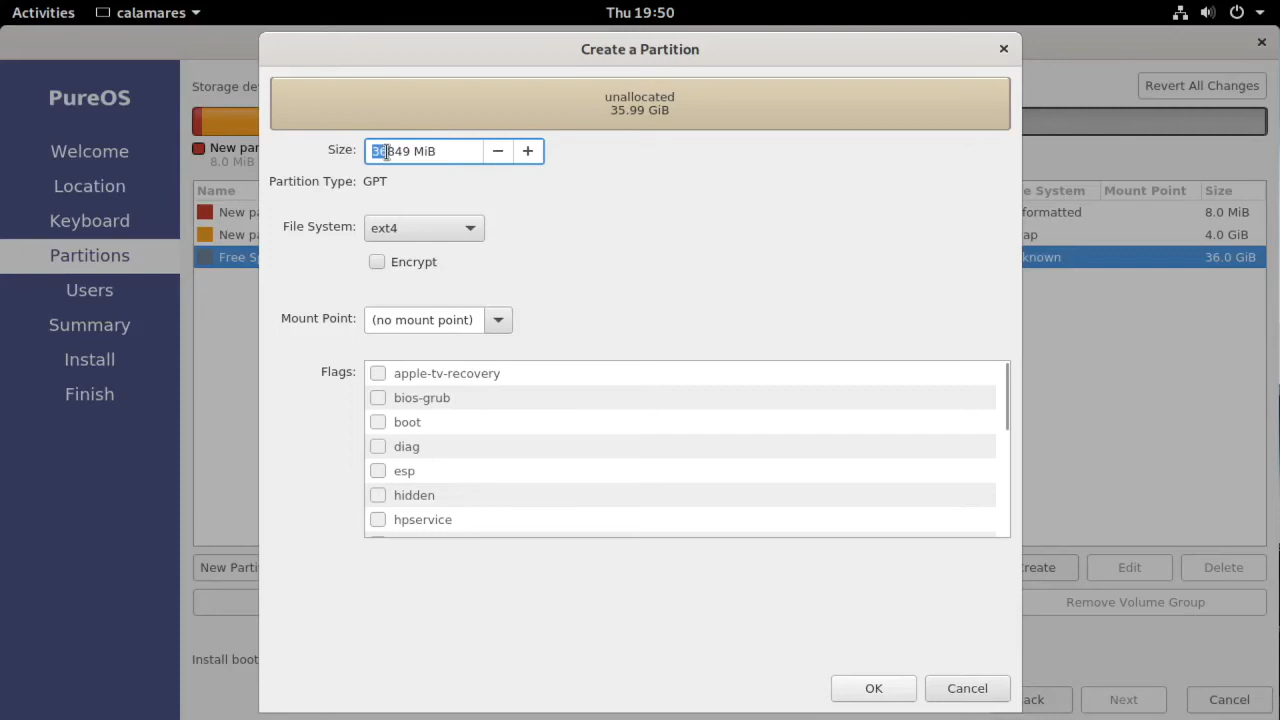 Activities calamares Thu 19:50
Create a Partition
PureOS
Welcome
Location
Keyboard
Partitions
Users
Summary
Install
Finish
Storage de
Revert All Changes
New par
8.0 MiB
unallocated
35.99 GiB
Size: 36849 MiB
Partition Type: GPT
File System: ext4
Encrypt
Mount Point: (no mount point)
Flags: apple-tv-recovery
bios-grub
boot
diag
esp
hidden
hpservice
OK Cancel
Name e System Mount Point Size
New pa formatted 8.0 MiB
New pa ap 4.0 GiB
Free Sp known 36.0 GiB
New Parti Create Edit Delete
Remove Volume Group
Install boot
ack Next Cancel